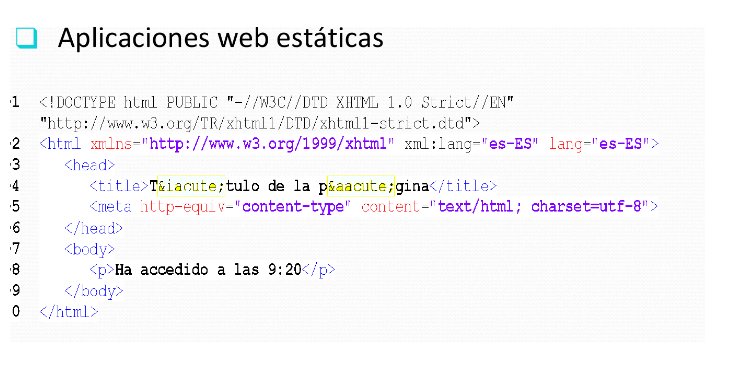 Aplicaciones web estáticas
1 <!DOCTYPE html PUBLIC "-//W3C//DTD XHTML 1.0 Strict//EN"
"http://www.w3.org/TR/xhtml1/DTD/xhtml1-strict.dtd">
2 <html xmlns="http://www.w3.org/1999/xhtml" xml:lang="es-ES" lang="es-ES">
3 <head>
4 <title>T&iacute;tulo de la p&aacute;gina</title>
5 <meta http-equiv="content-type" content="text/html; charset=utf-8">
6 </head>
7 <body>
8 <p>Ha accedido a las 9:20</p>
9 </body>
0 </html>